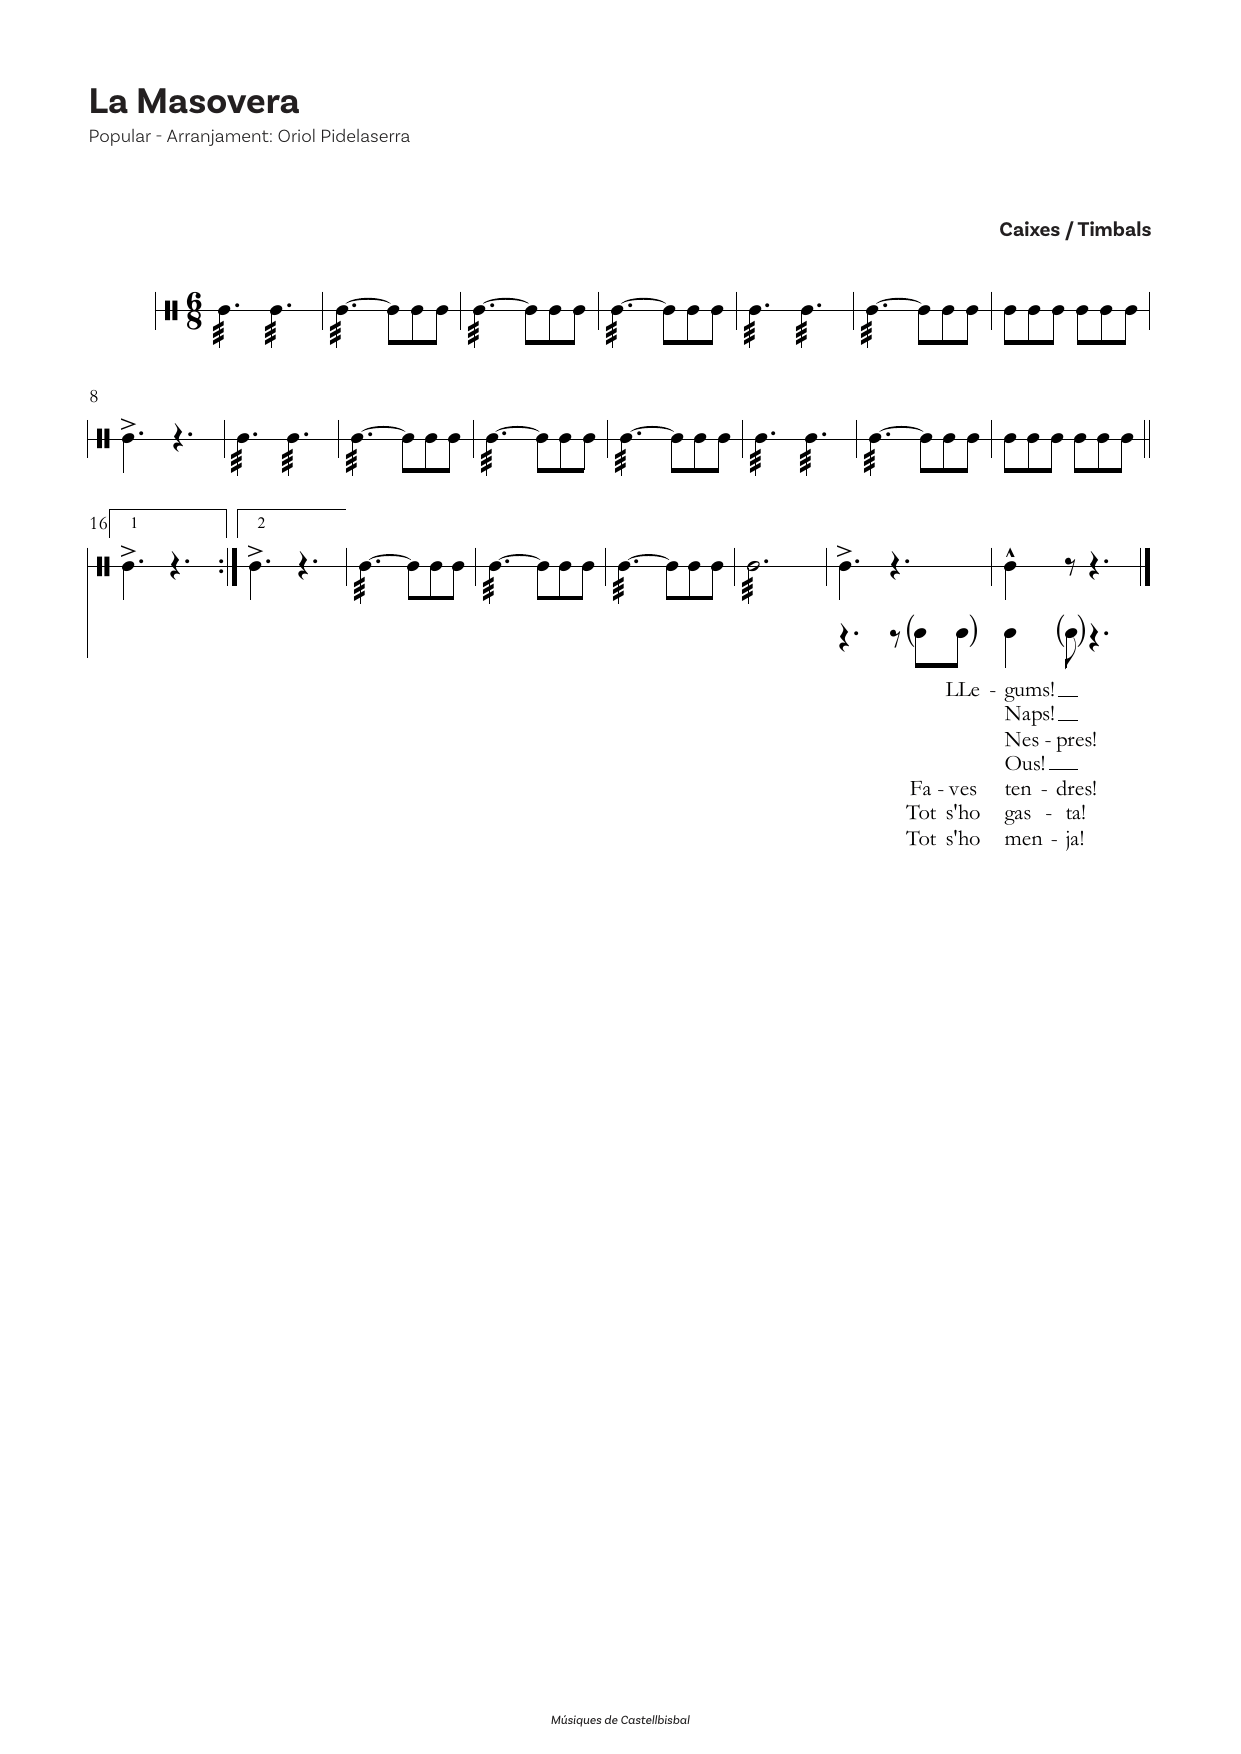 La Masovera
Popular - Arranjament: Oriol Pidelaserra
Caixes / Timbals
6
8
8
16 1 2
LLe - gums!
Naps!
Nes - pres!
Ous!
Fa - ves ten - dres!
Tot s'ho gas - ta!
Tot s'ho men - ja!
Músiques de Castellbisbal